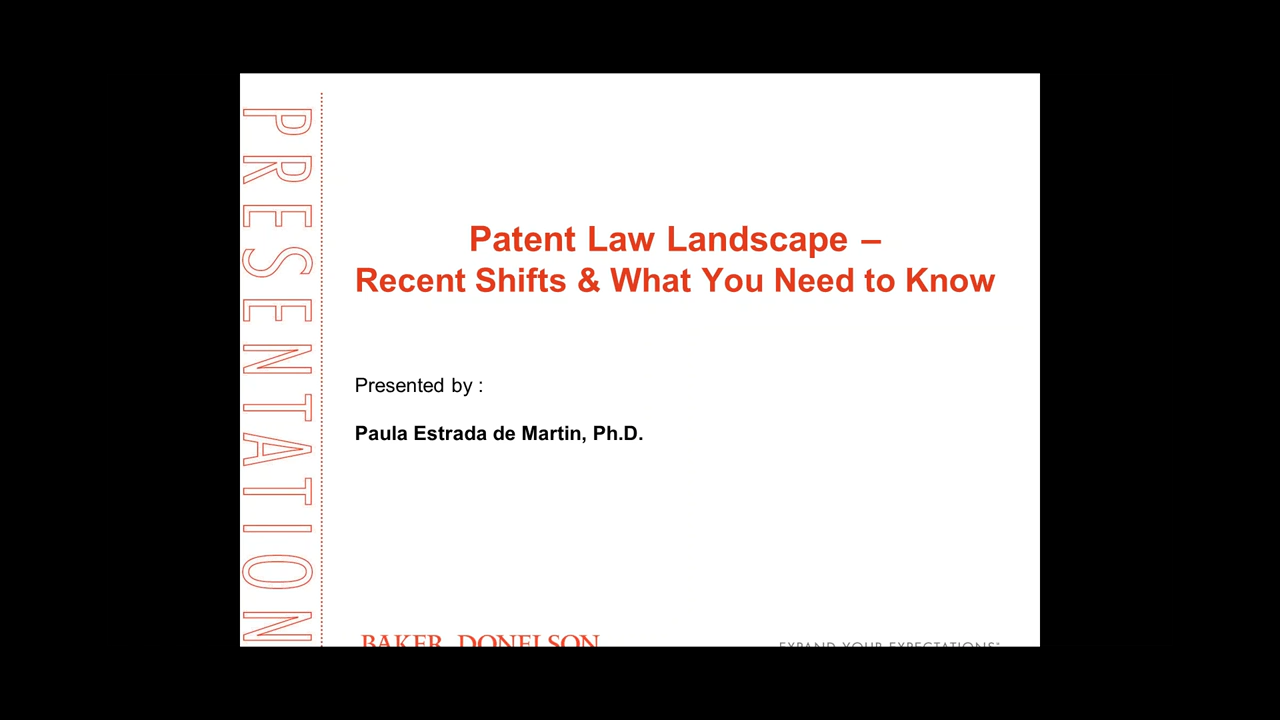 PRESENTATION
Patent Law Landscape –
Recent Shifts & What You Need to Know
Presented by :
Paula Estrada de Martin, Ph.D.
BAKER DONELSON
EXPAND YOUR EXPECTATIONS"